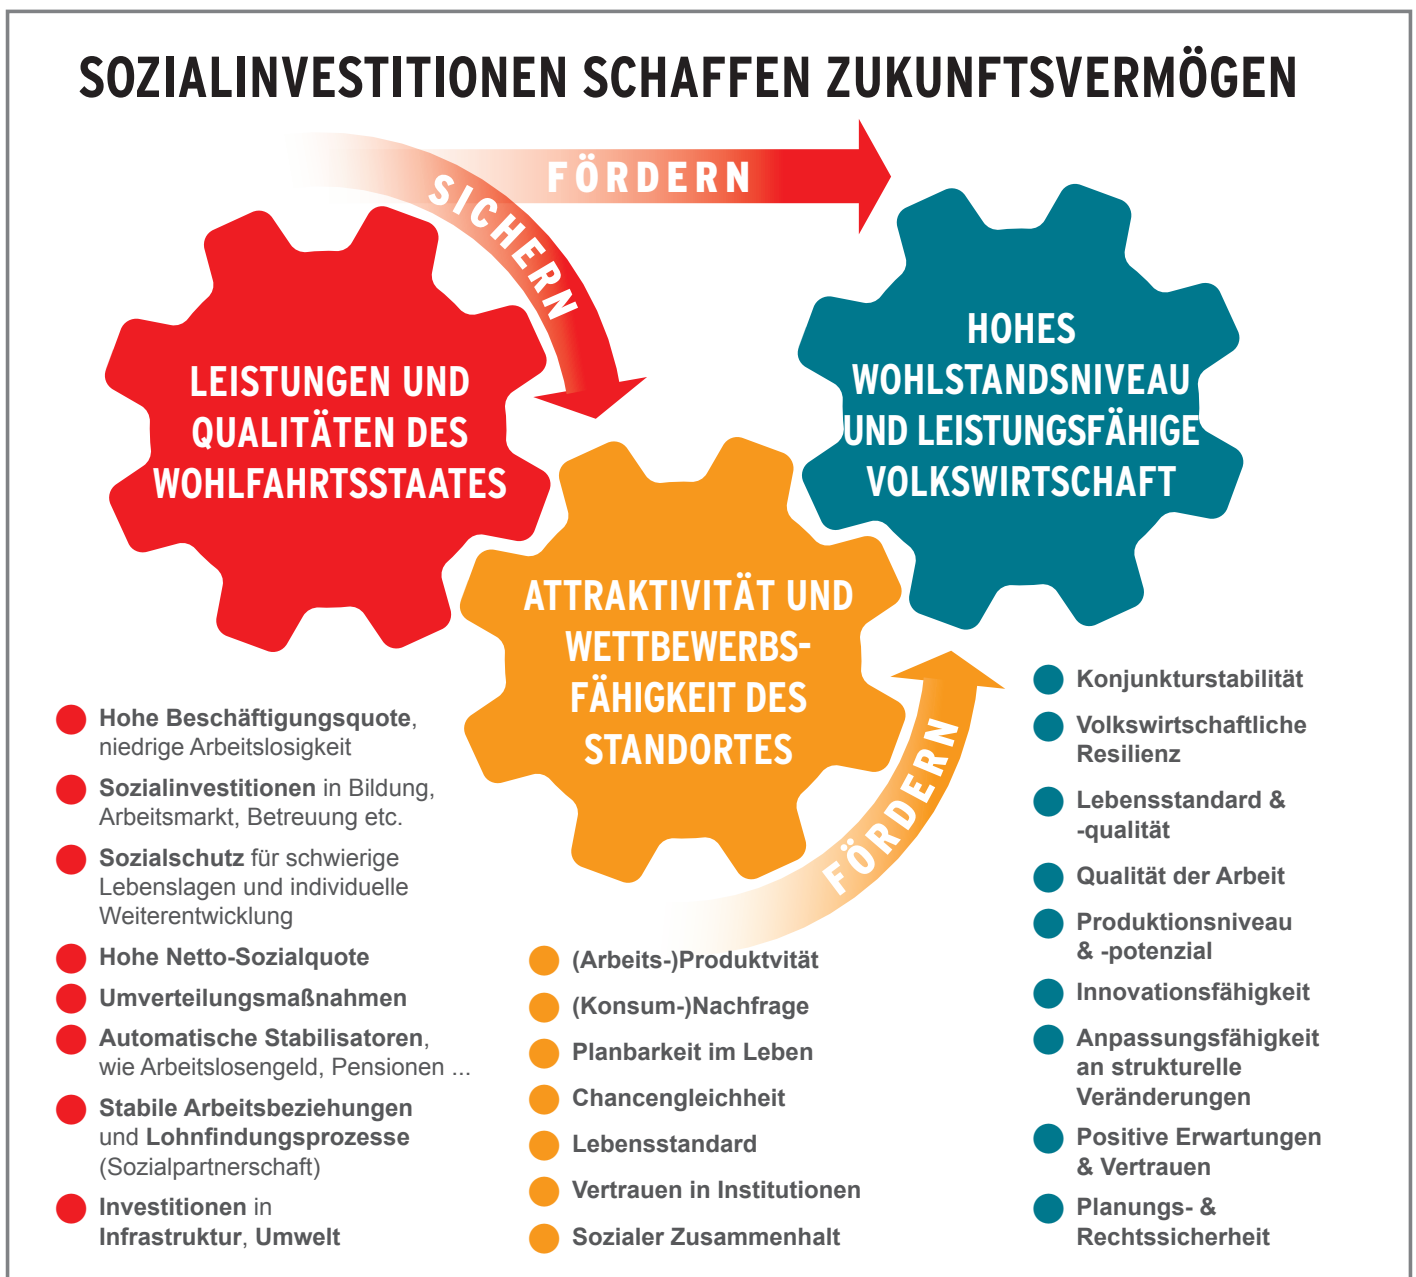 SOZIALINVESTITIONEN SCHAFFEN ZUKUNFTSVERMÖGEN
FÖRDERN
SICHERN
LEISTUNGEN UND
QUALITÄTEN DES
WOHLFAHRTSSTAATES
HOHES
WOHLSTANDSNIVEAU
UND LEISTUNGSFÄHIGE
VOLKSWIRTSCHAFT
ATTRAKTIVITÄT UND
WETTBEWERBS-
FÄHIGKEIT DES
STANDORTES
FÖRDERN
Hohe Beschäftigungsquote,
niedrige Arbeitslosigkeit
Sozialinvestitionen in Bildung,
Arbeitsmarkt, Betreuung etc.
Sozialschutz für schwierige
Lebenslagen und individuelle
Weiterentwicklung
Hohe Netto-Sozialquote
Umverteilungsmaßnahmen
Automatische Stabilisatoren,
wie Arbeitslosengeld, Pensionen ...
Stabile Arbeitsbeziehungen
und Lohnfindungsprozesse
(Sozialpartnerschaft)
Investitionen in
Infrastruktur, Umwelt
(Arbeits-)Produktvität
(Konsum-)Nachfrage
Planbarkeit im Leben
Chancengleichheit
Lebensstandard
Vertrauen in Institutionen
Sozialer Zusammenhalt
Konjunkturstabilität
Volkswirtschaftliche
Resilienz
Lebensstandard &
-qualität
Qualität der Arbeit
Produktionsniveau
& -potenzial
Innovationsfähigkeit
Anpassungsfähigkeit
an strukturelle
Veränderungen
Positive Erwartungen
& Vertrauen
Planungs- &
Rechtssicherheit